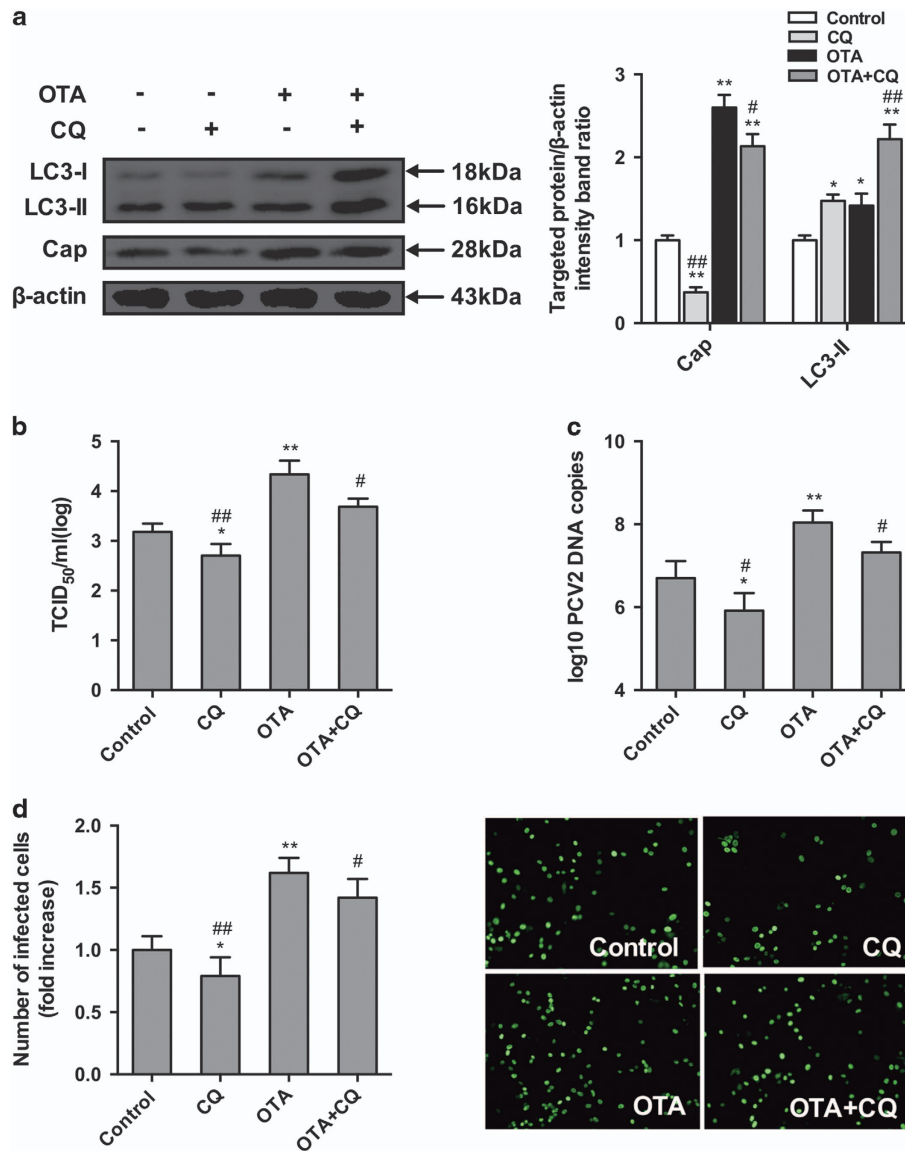 a
OTA - - + +
CQ - + - +
LC3-I 18kDa
LC3-II 16kDa
Cap 28kDa
β-actin 43kDa
Control
CQ
OTA
OTA+CQ
Targeted protein/β-actin
intensity band ratio
3
2
1
0
##
**
**
#
**
*
*
##
**
Cap
LC3-II
b
TCID50/ml(log)
5
4
3
2
1
0
##
*
**
#
Control
CQ
OTA
OTA+CQ
c
log10 PCV2 DNA copies
10
8
6
4
#
*
**
#
Control
CQ
OTA
OTA+CQ
d
Number of infected cells
(fold increase)
2.0
1.5
1.0
0.5
0.0
##
*
**
#
Control
CQ
OTA
OTA+CQ
Control
CQ
OTA
OTA+CQ